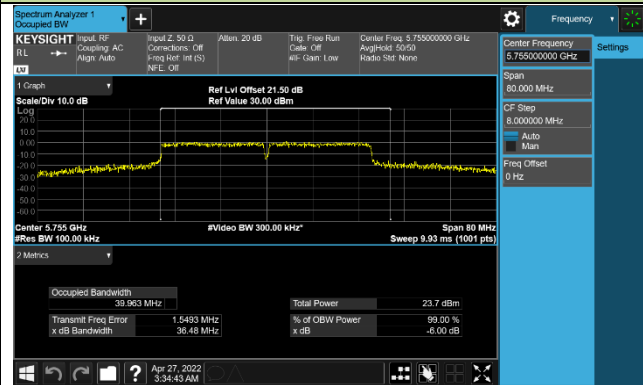 Spectrum Analyzer 1
Occupied BW
Frequency
KEYSIGHT
Input: RF
Input Z: 50 Ω
Atten: 20 dB
Trig: Free Run
Center Freq: 5.755000000 GHz
RL
Coupling: AC
Corrections: Off
Gate: Off
Avg|Hold: 50/50
Align: Auto
Freq Ref: Int (S)
#IF Gain: Low
Radio Std: None
NFE: Off
LXI
Center Frequency
5.755000000 GHz
Settings
Span
80.000 MHz
CF Step
8.000000 MHz
Auto
Man
Freq Offset
0 Hz
1 Graph
Ref Lvl Offset 21.50 dB
Scale/Div 10.0 dB
Ref Value 30.00 dBm
Log
20.0
10.0
0.00
-10.0
-20.0
-30.0
-40.0
-50.0
-60.0
Center 5.755 GHz
#Video BW 300.00 kHz*
Span 80 MHz
#Res BW 100.00 kHz
Sweep 9.93 ms (1001 pts)
2 Metrics
Occupied Bandwidth
39.963 MHz
Total Power
23.7 dBm
Transmit Freq Error
1.5493 MHz
% of OBW Power
99.00 %
x dB Bandwidth
36.48 MHz
x dB
-6.00 dB
?
Apr 27, 2022
3:34:43 AM